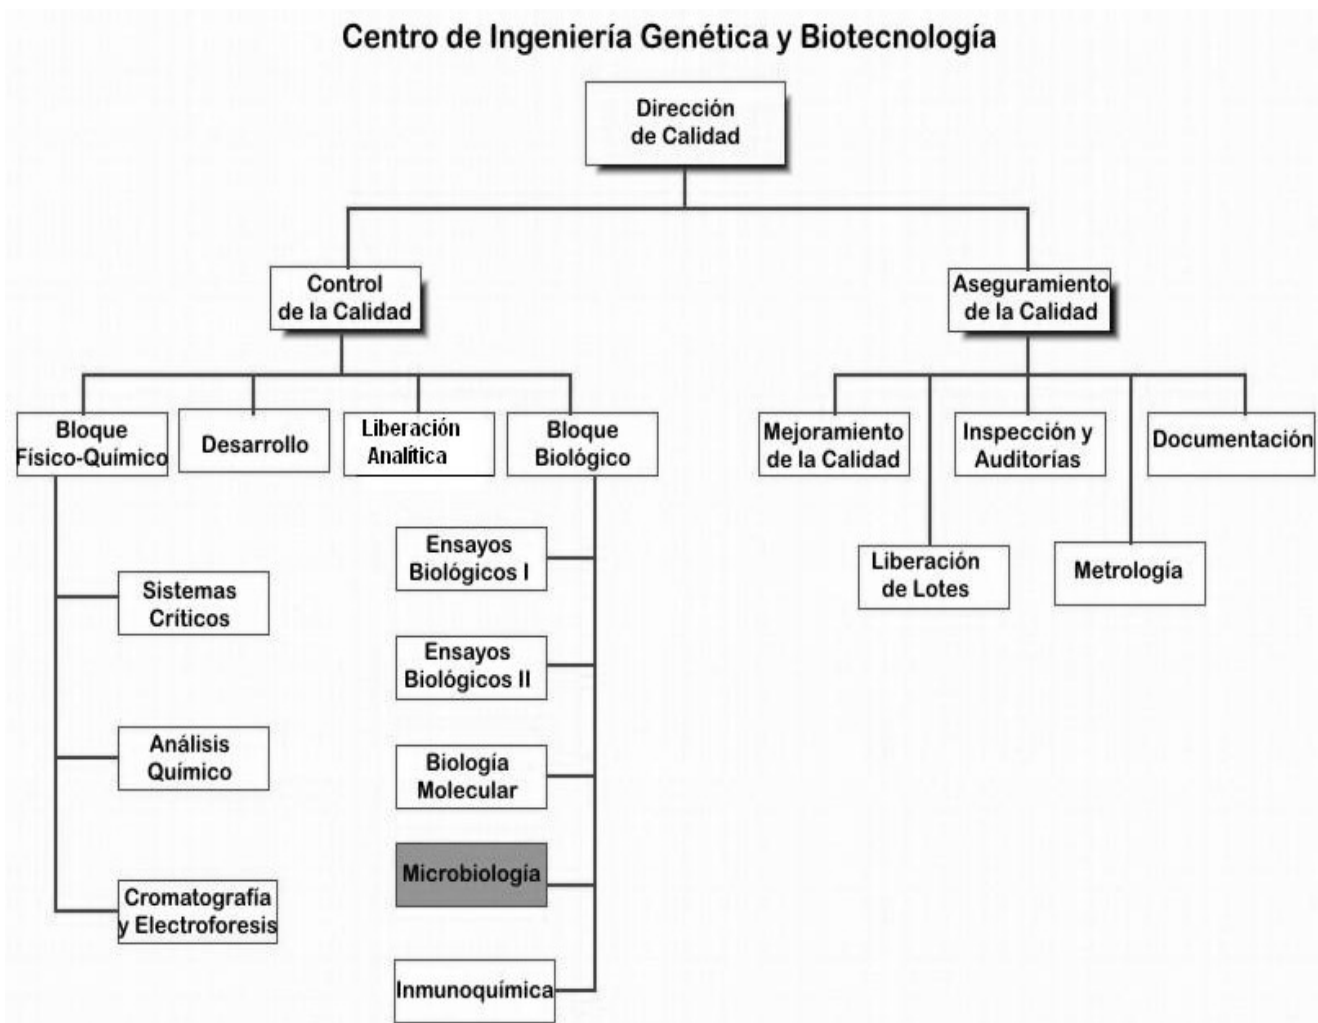 Centro de Ingeniería Genética y Biotecnología
Dirección
de Calidad
Control
de la Calidad
Aseguramiento
de la Calidad
Bloque
Físico-Químico
Desarrollo
Liberación
Analítica
Bloque
Biológico
Mejoramiento
de la Calidad
Inspección y
Auditorías
Documentación
Sistemas
Críticos
Análisis
Químico
Cromatografía
y Electroforesis
Ensayos
Biológicos I
Ensayos
Biológicos II
Biología
Molecular
Microbiología
Inmunoquímica
Liberación
de Lotes
Metrología